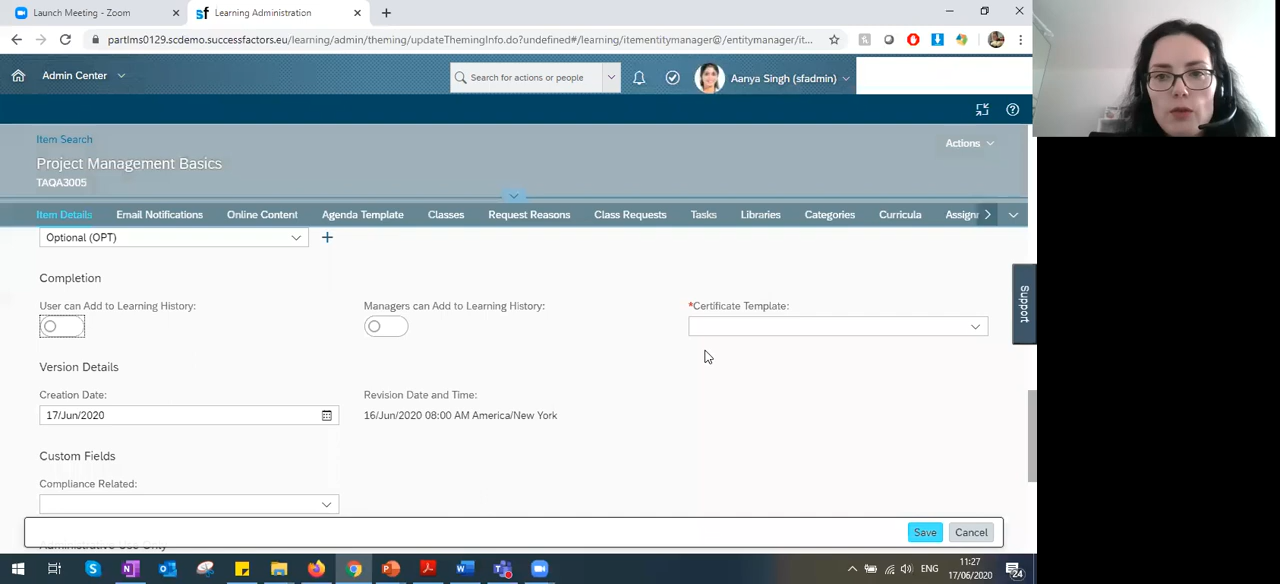 Launch Meeting - Zoom
Learning Administration
partlms0129.scdemo.successfactors.eu/learning/admin/theming/updateThemingInfo.do?undefined#/learning/itementitymanager@/entitymanager/it...
Admin Center
Search for actions or people
Aanya Singh (sfadmin)
Item Search
Actions
Project Management Basics
TAQA3005
Item Details Email Notifications Online Content Agenda Template Classes Request Reasons Class Requests Tasks Libraries Categories Curricula Assign
Optional (OPT)
Support
Completion
User can Add to Learning History: Managers can Add to Learning History: *Certificate Template:
Version Details
Creation Date: Revision Date and Time:
17/Jun/2020 16/Jun/2020 08:00 AM America/New York
Custom Fields
Compliance Related:
Save Cancel
Administrative Use Only
ENG
11:27
17/06/2020
24